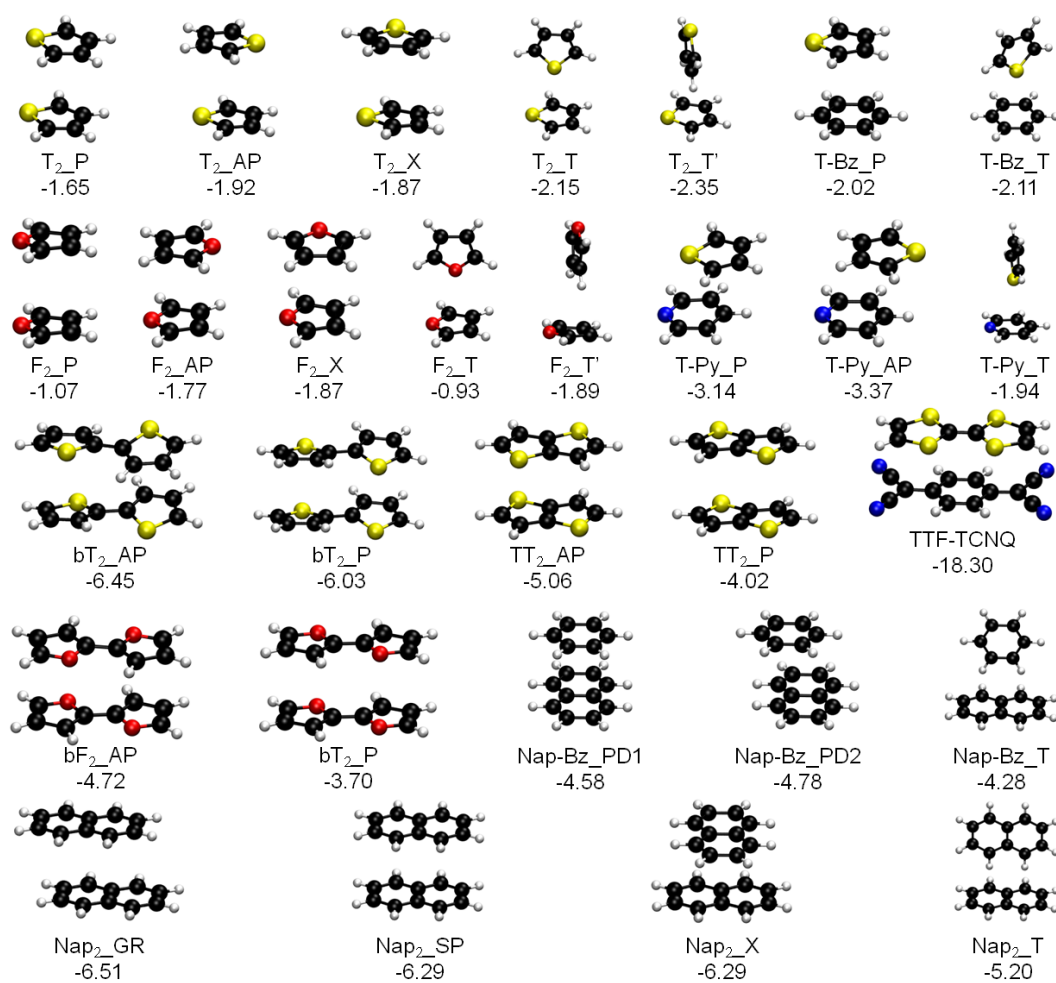 T₂_P T₂_AP T₂_X T₂_T T₂_T' T-Bz_P T-Bz_T
-1.65 -1.92 -1.87 -2.15 -2.35 -2.02 -2.11
F₂_P F₂_AP F₂_X F₂_T F₂_T' T-Py_P T-Py_AP T-Py_T
-1.07 -1.77 -1.87 -0.93 -1.89 -3.14 -3.37 -1.94
bT₂_AP bT₂_P TT₂_AP TT₂_P TTF-TCNQ
-6.45 -6.03 -5.06 -4.02 -18.30
bF₂_AP bT₂_P Nap-Bz_PD1 Nap-Bz_PD2 Nap-Bz_T
-4.72 -3.70 -4.58 -4.78 -4.28
Nap₂_GR Nap₂_SP Nap₂_X Nap₂_T
-6.51 -6.29 -6.29 -5.20